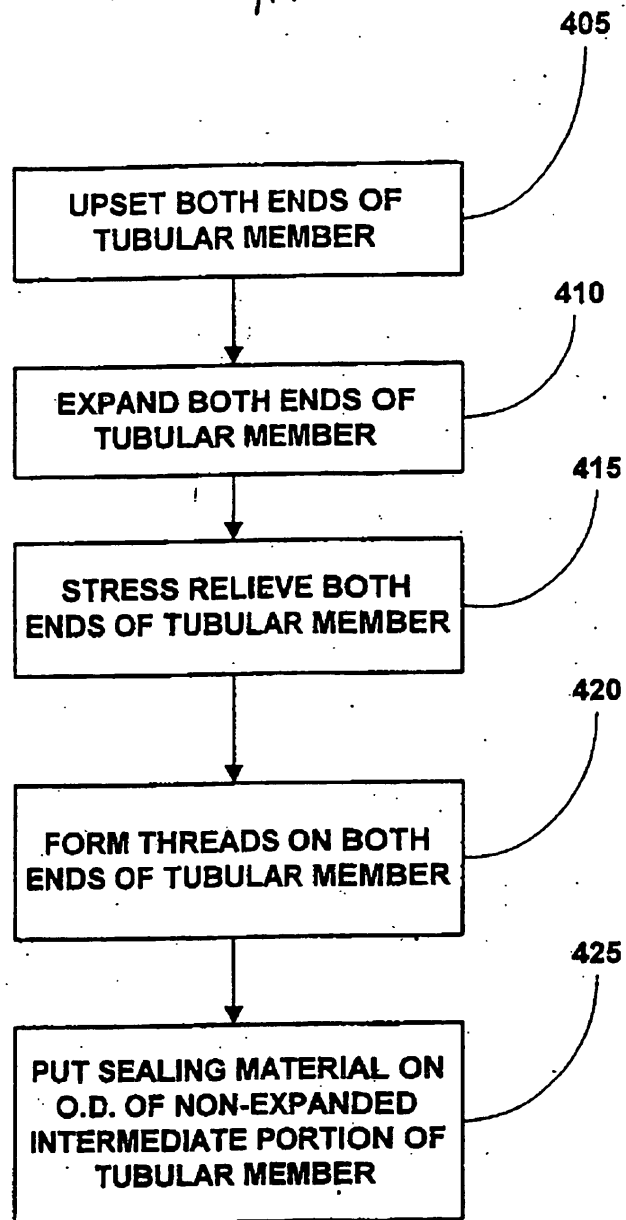 405
UPSET BOTH ENDS OF
TUBULAR MEMBER
410
EXPAND BOTH ENDS OF
TUBULAR MEMBER
415
STRESS RELIEVE BOTH
ENDS OF TUBULAR MEMBER
420
FORM THREADS ON BOTH
ENDS OF TUBULAR MEMBER
425
PUT SEALING MATERIAL ON
O.D. OF NON-EXPANDED
INTERMEDIATE PORTION OF
TUBULAR MEMBER